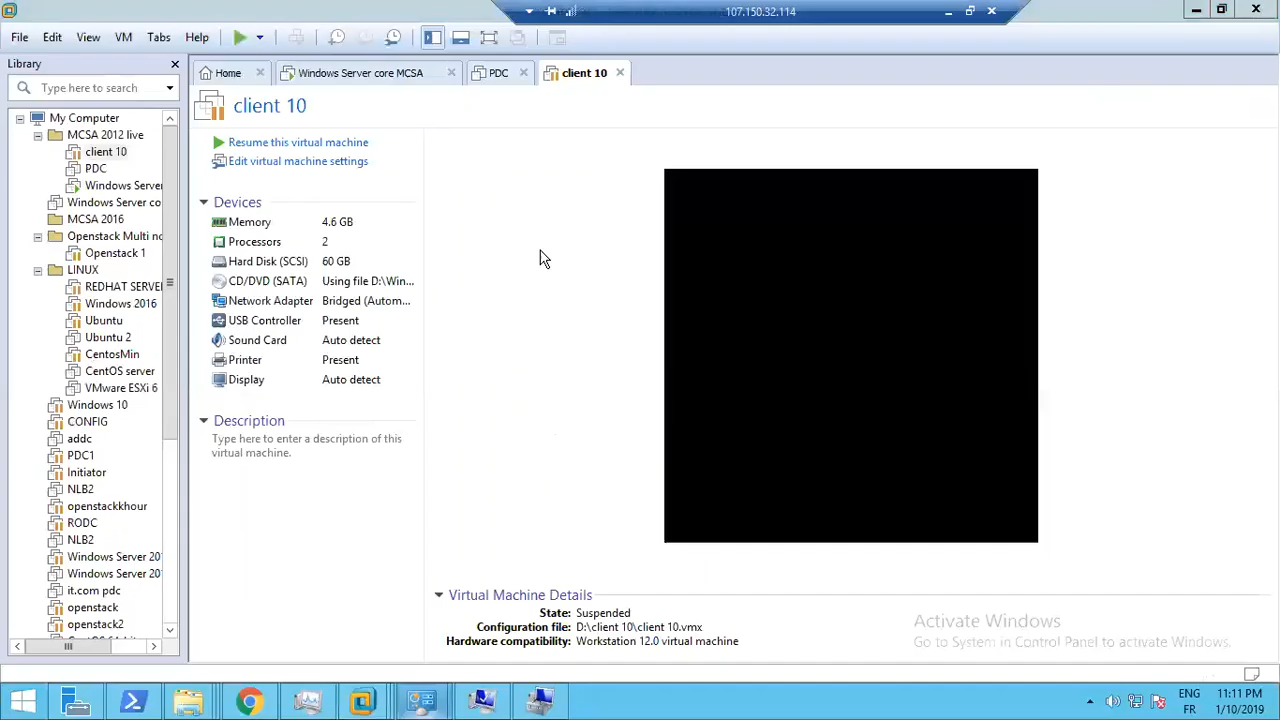 107.150.32.114
File Edit View VM Tabs Help
Library
Type here to search
Home
Windows Server core MCSA
PDC
client 10
My Computer
MCSA 2012 live
client 10
PDC
Windows Serve
Windows Server co
MCSA 2016
Openstack Multi no
Openstack 1
LINUX
REDHAT SERVE
Windows 2016
Ubuntu
Ubuntu 2
CentosMin
CentOS server
VMware ESXi 6
Windows 10
CONFIG
addc
PDC1
Initiator
NLB2
openstackkhour
RODC
NLB2
Windows Server 20
Windows Server 20
it.com pdc
openstack
openstack2
client 10
Resume this virtual machine
Edit virtual machine settings
Devices
Memory 4.6 GB
Processors 2
Hard Disk (SCSI) 60 GB
CD/DVD (SATA) Using file D:\Win...
Network Adapter Bridged (Autom...
USB Controller Present
Sound Card Auto detect
Printer Present
Display Auto detect
Description
Type here to enter a description of this
virtual machine.
Virtual Machine Details
State: Suspended
Configuration file: D:\client 10\client 10.vmx
Hardware compatibility: Workstation 12.0 virtual machine
Activate Windows
Go to System in Control Panel to activate Windows.
ENG
FR
11:11 PM
1/10/2019